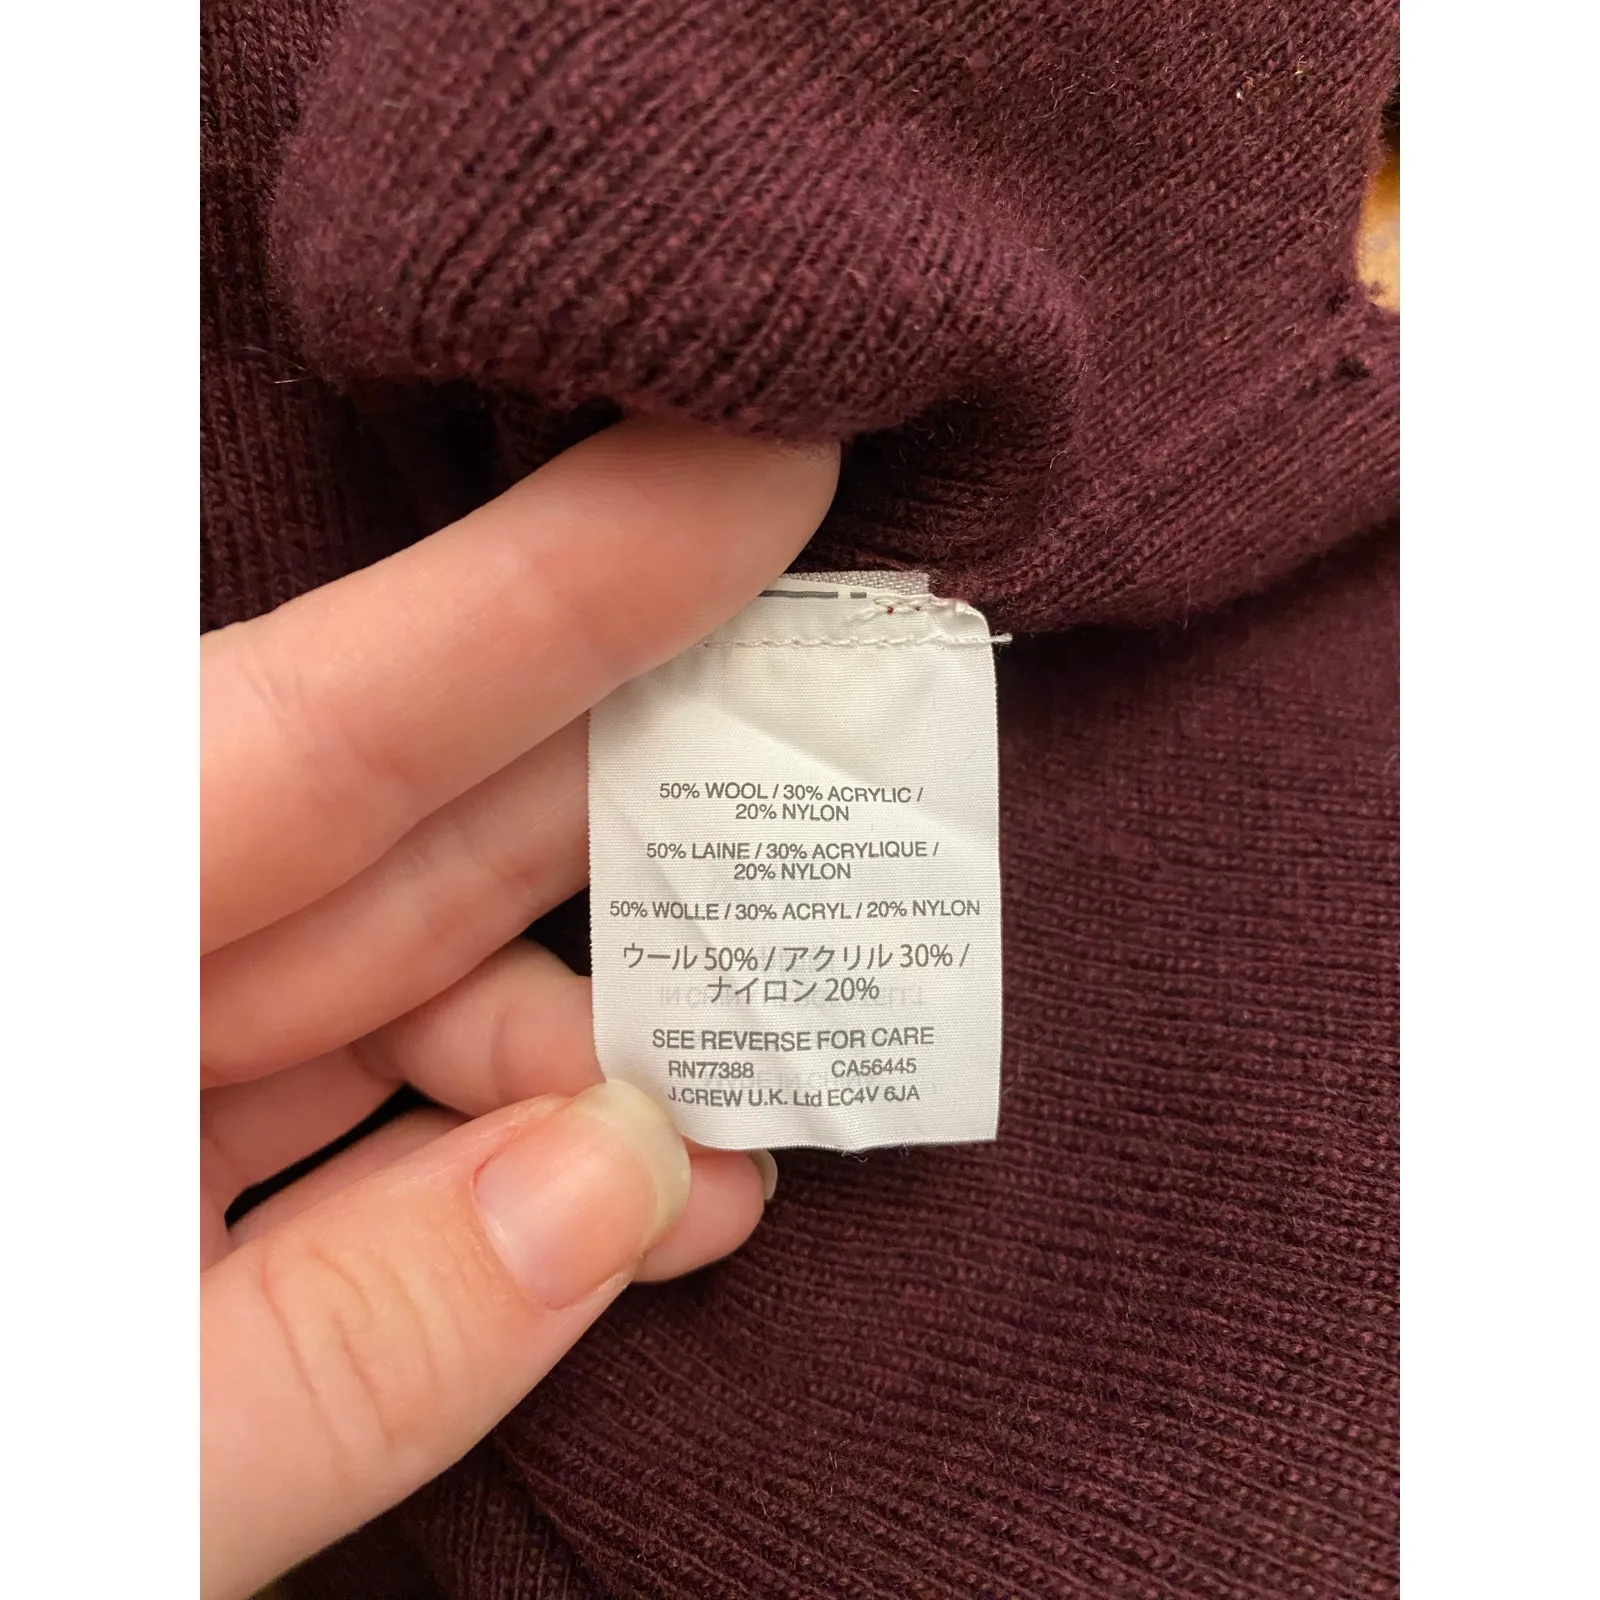 50% WOOL / 30% ACRYLIC /
20% NYLON
50% LAINE / 30% ACRYLIQUE /
20% NYLON
50% WOLLE / 30% ACRYL / 20% NYLON
ウール 50% / アクリル 30% /
ナイロン 20%
SEE REVERSE FOR CARE
RN77388 CA56445
J.CREW U.K. Ltd EC4V 6JA